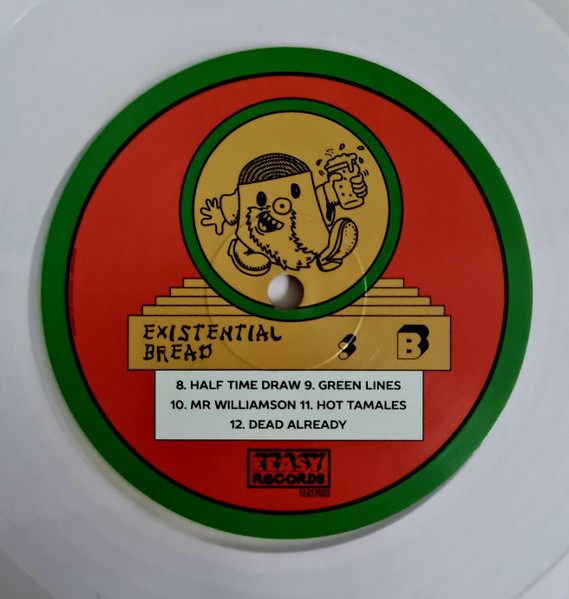 EXISTENTIAL
BREAD
B
8. HALF TIME DRAW 9. GREEN LINES
10. MR WILLIAMSON 11. HOT TAMALES
12. DEAD ALREADY
EEASY
RECORDS
EEASY002